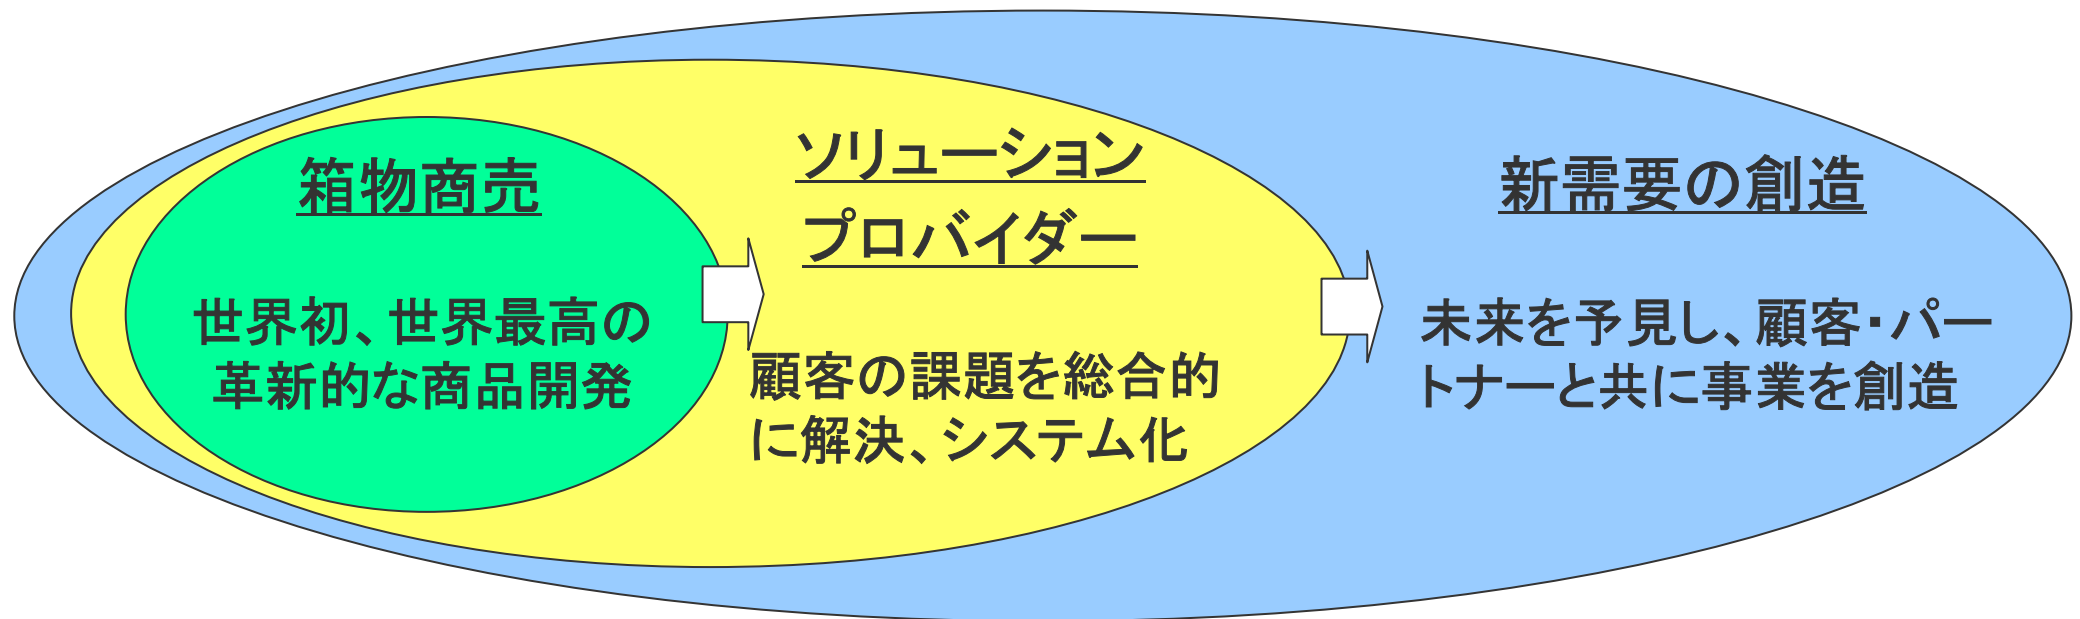 箱物商売
世界初、世界最高の
革新的な商品開発
ソリューション
プロバイダー
顧客の課題を総合的
に解決、システム化
新需要の創造
未来を予見し、顧客・パー
トナーと共に事業を創造